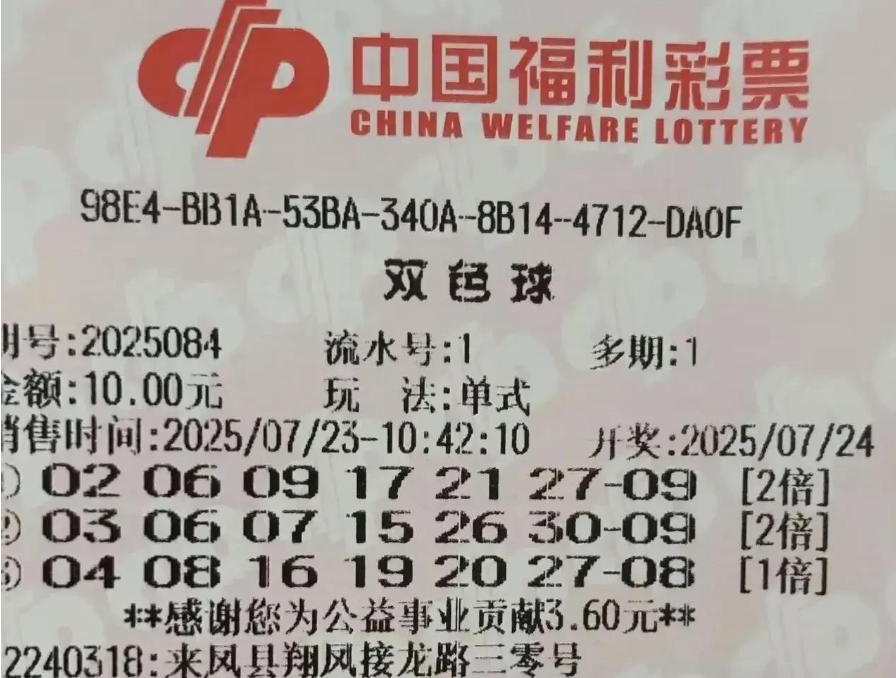 中国福利彩票
CHINA WELFARE LOTTERY
98E4-BB1A-53BA-340A-8B14-4712-DA0F
双色球
期号:2025084 流水号:1 多期:1
金额:10.00元 玩 法:单式
销售时间:2025/07/23-10:42:10 开奖:2025/07/24
① 02 06 09 17 21 27-09 [2倍]
② 03 06 07 15 26 30-09 [2倍]
③ 04 08 16 19 20 27-08 [1倍]
**感谢您为公益事业贡献3.60元**
2240318:来凤县翔凤接龙路三零号